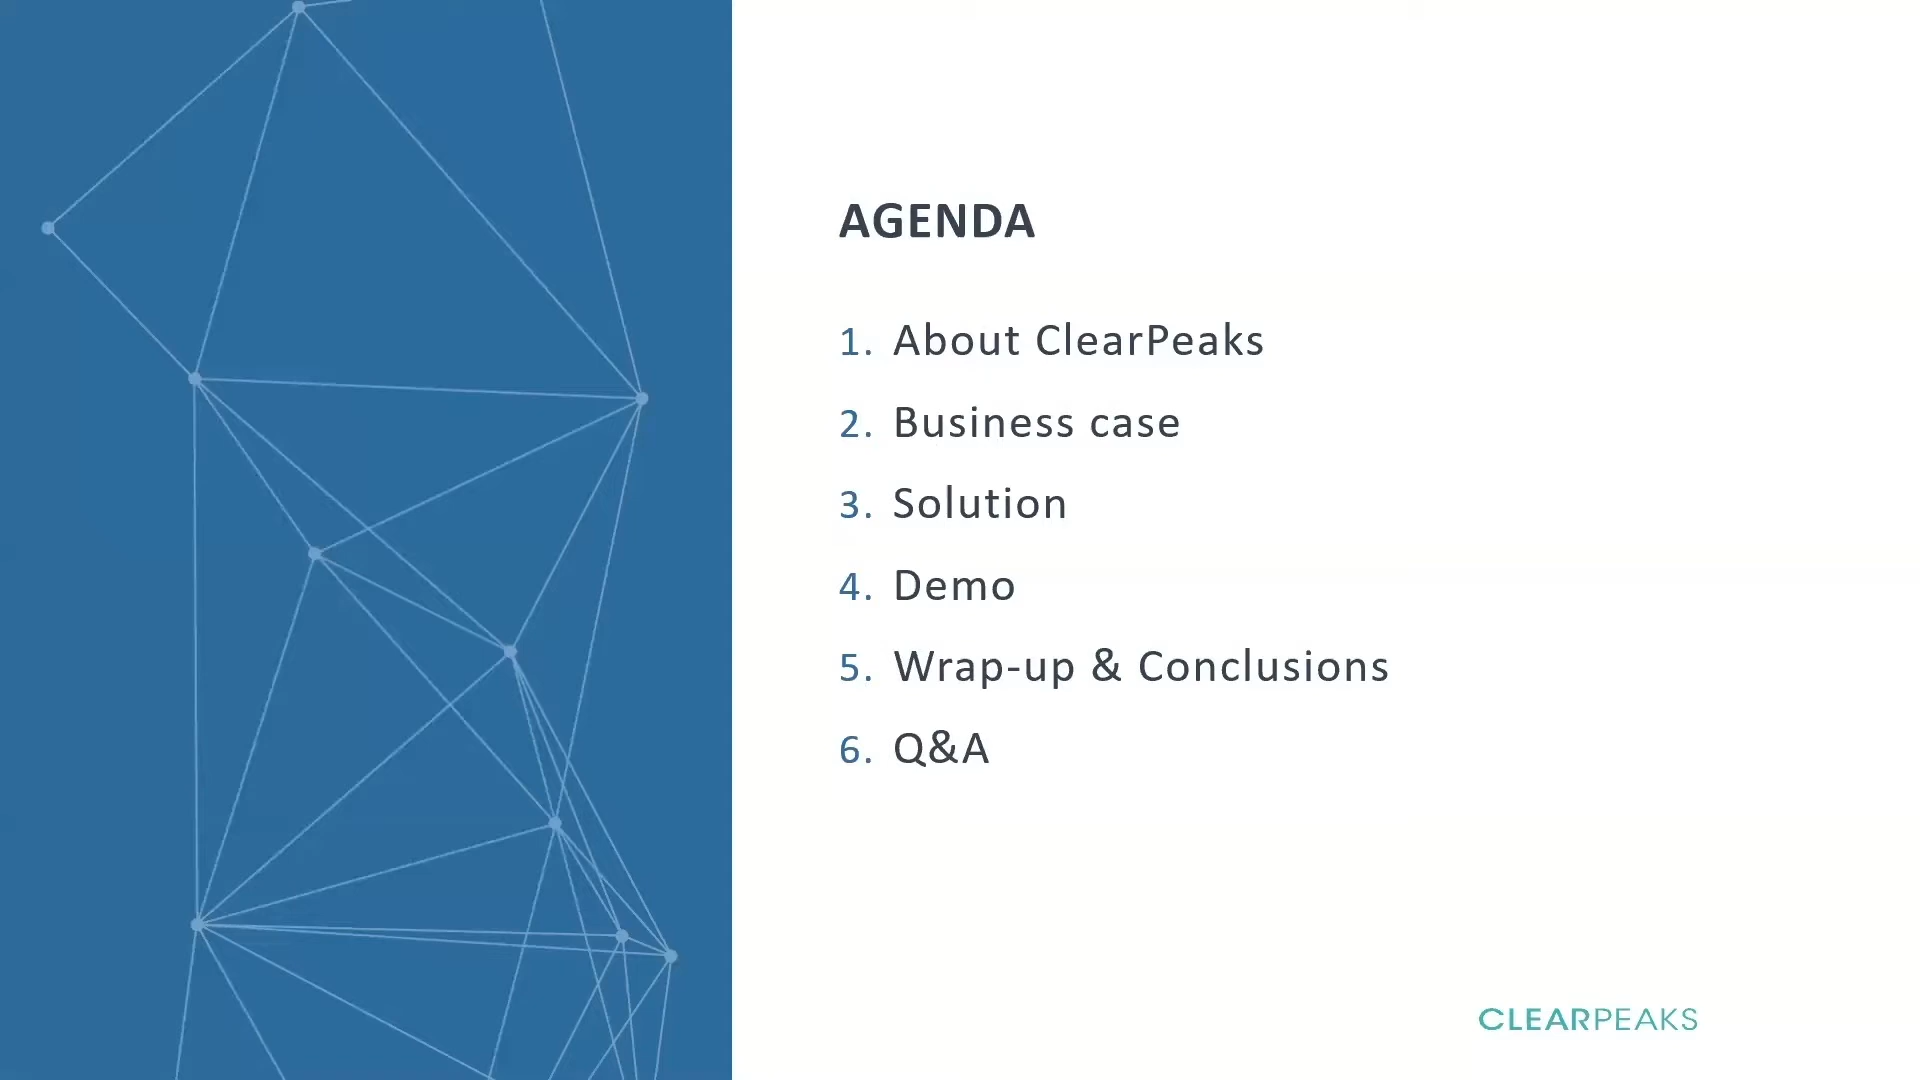 AGENDA
1. About ClearPeaks
2. Business case
3. Solution
4. Demo
5. Wrap-up & Conclusions
6. Q&A
CLEARPEAKS